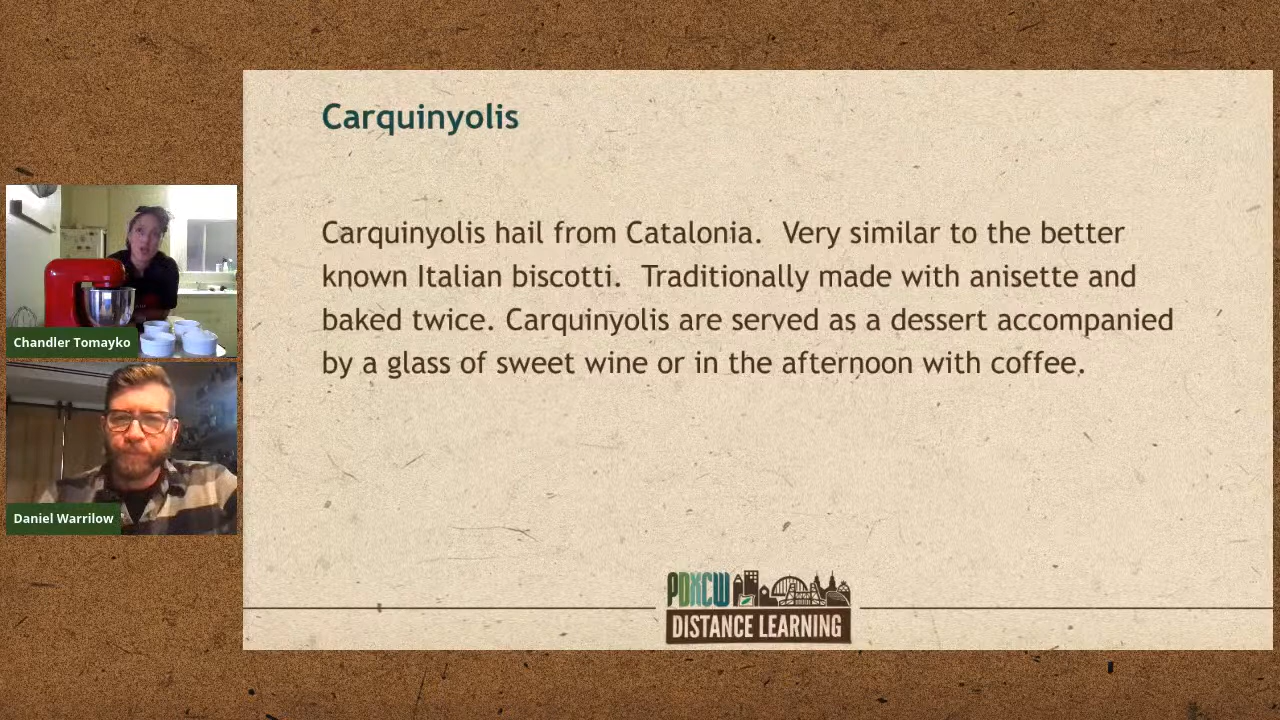 Carquinyolis
Carquinyolis hail from Catalonia.  Very similar to the better
known Italian biscotti.  Traditionally made with anisette and
baked twice. Carquinyolis are served as a dessert accompanied
by a glass of sweet wine or in the afternoon with coffee.
Chandler Tomayko
Daniel Warrilow
PDXCW
DISTANCE LEARNING